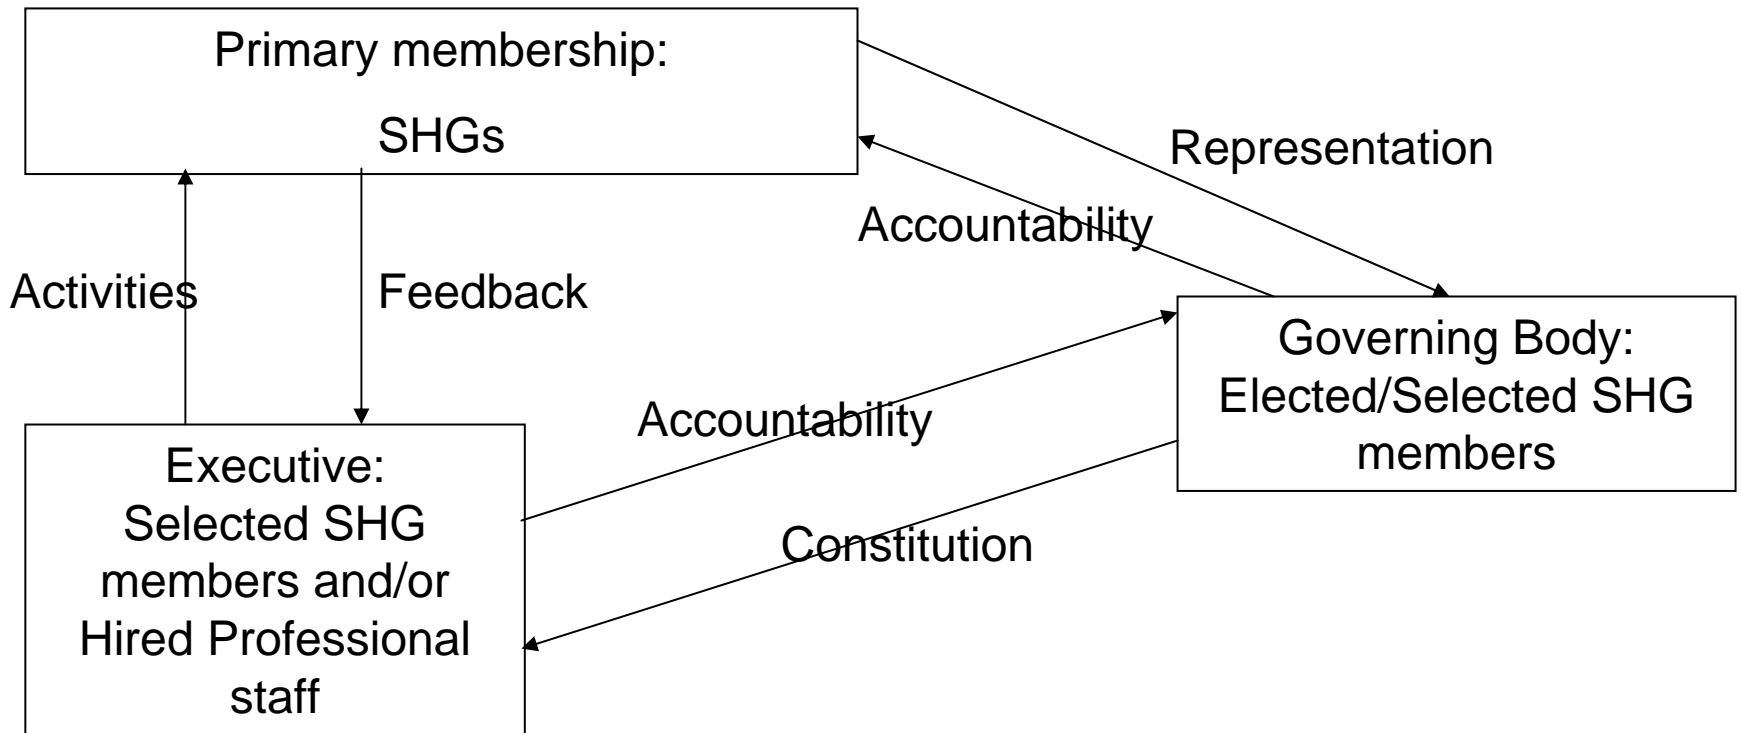 Primary membership:
SHGs
Representation
Accountability
Activities
Feedback
Governing Body:
Elected/Selected SHG
members
Accountability
Executive:
Selected SHG
members and/or
Hired Professional
staff
Constitution